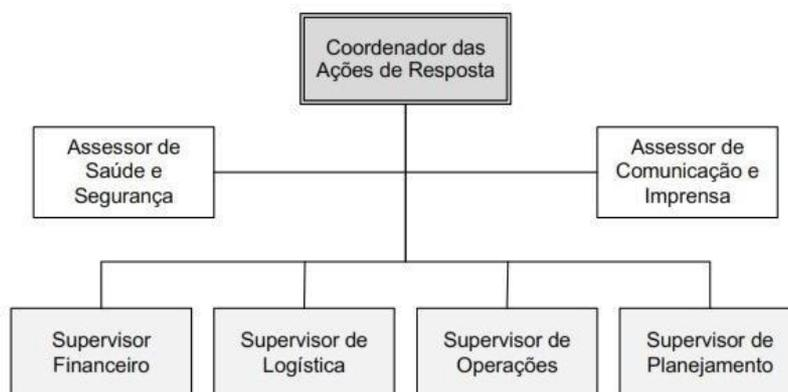 Coordenador das
Ações de Resposta
Assessor de
Saúde e
Segurança
Assessor de
Comunicação e
Imprensa
Supervisor
Financeiro
Supervisor de
Logística
Supervisor de
Operações
Supervisor de
Planejamento